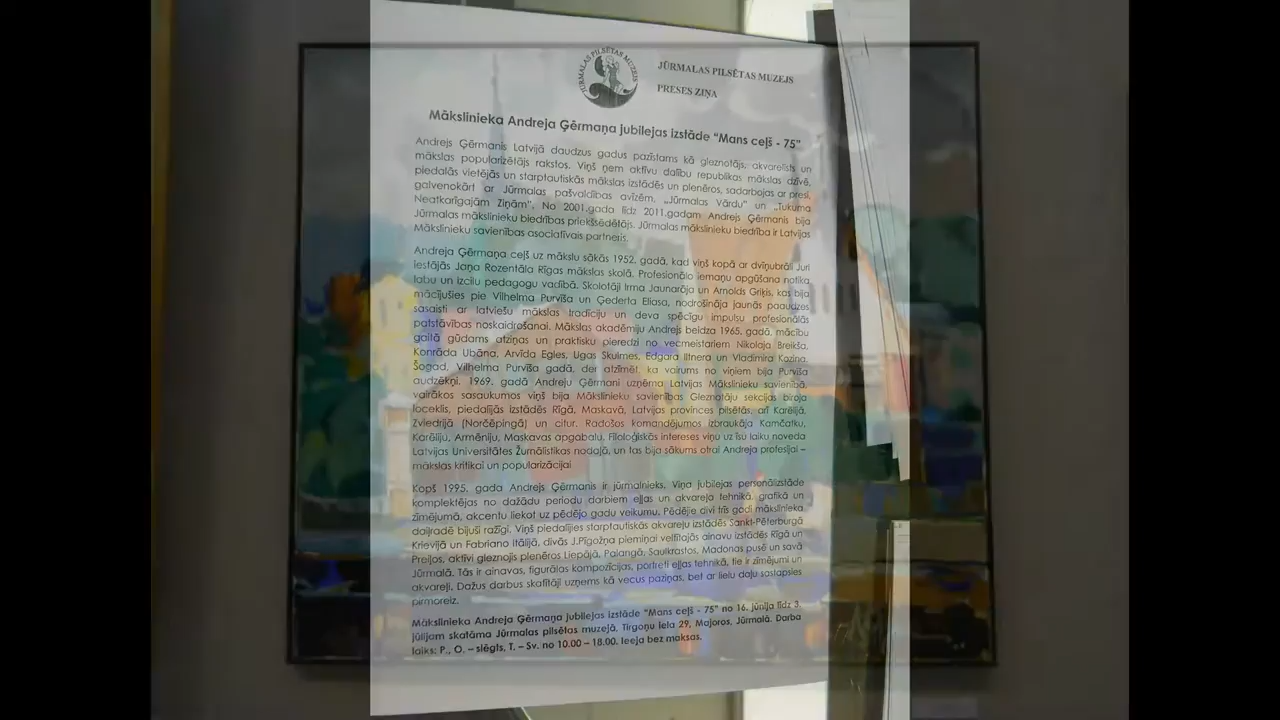 JŪRMALAS PILSĒTAS MUZEJS
JŪRMALAS PILSĒTAS MUZEJS
PRESES ZIŅA
Mākslinieka Andreja Ģērmaņa jubilejas izstāde "Mans ceļš - 75"
Andrejs Ģērmanis Latvijā daudzus gadus pazīstams kā gleznotājs, akvarelists un
mākslas popularizētājs rakstos. Viņš ņem aktīvu dalību republikas mākslas dzīvē,
piedalās vietējās un starptautiskās mākslas izstādēs un plenēros, sadarbojas ar presi,
galvenokārt ar Jūrmalas pašvaldības avīzēm, „Jūrmalas Vārdu" un „Tukuma
Neatkarīgajām Ziņām". No 2001.gada līdz 2011.gadam Andrejs Ģērmanis bija
Jūrmalas mākslinieku biedrības priekšsēdētājs. Jūrmalas mākslinieku biedrība ir Latvijas
Mākslinieku savienības asociatīvais partneris.
Andreja Ģērmaņa ceļš uz mākslu sākās 1952. gadā, kad viņš kopā ar dvīņubrāli Juri
iestājās Jaņa Rozentāla Rīgas mākslas skolā. Profesionālo iemaņu apgūšana notika
labu un izcilu pedagogu vadībā. Skolotāji Irma Jaunarāja un Arnolds Griķis, kas bija
mācījušies pie Vilhelma Purvīša un Ģederta Eliasa, nodrošināja jaunās paaudzes
sasaisti ar latviešu mākslas tradīciju un deva spēcīgu impulsu profesionālās
patstāvības noskaidrošanai. Mākslas akadēmiju Andrejs beidza 1965. gadā, mācību
gaitā gūdams atziņas un praktisku pieredzi no vecmeistariem Nikolaja Breikša,
Konrāda Ubāna, Arvīda Egles, Ugas Skulmes, Edgara Iltnera un Vladimira Koziņa.
Šogad, Vilhelma Purvīša gadā, der atzīmēt, ka vairums no viņiem bija Purvīša
audzēkņi. 1969. gadā Andreju Ģērmani uzņēma Latvijas Mākslinieku savienībā,
vairākos sasaukumos viņš bija Mākslinieku savienības Gleznotāju sekcijas biroja
loceklis, piedalījās izstādēs Rīgā, Maskavā, Latvijas provinces pilsētās, arī Karēlijā,
Zviedrijā (Norčēpingā) un citur. Radošos komandējumos izbraukāja Kamčatku,
Karēliju, Armēniju, Maskavas apgabalu. Filoloģiskās intereses viņu uz īsu laiku noveda
Latvijas Universitātes Žurnālistikas nodaļā, un tas bija sākums otrai Andreja profesijai –
mākslas kritikai un popularizācijai
Kopš 1995. gada Andrejs Ģērmanis ir jūrmalnieks. Viņa jubilejas personālizstāde
komplektējas no dažādu periodu darbiem eļļas un akvareļa tehnikā, grafikā un
zīmējumā, akcentu liekot uz pēdējo gadu veikumu. Pēdējie divi trīs gadi mākslinieka
daiļradē bijuši ražīgi. Viņš piedalījies starptautiskās akvareļu izstādēs Sankt-Pēterburgā
Krievijā un Fabriano Itālijā, divās J.Pīgožņa piemiņai veltītajās ainavu izstādēs Rīgā un
Preiļos, aktīvi gleznojis plenēros Liepājā, Palangā, Saulkrastos, Madonas pusē un savā
Jūrmalā. Tās ir ainavas, figurālas kompozīcijas, portreti eļļas tehnikā, tie ir zīmējumi un
akvareļi. Dažus darbus skatītāji uzņems kā vecus paziņas, bet ar lielu daļu sastapsies
pirmoreiz.
Mākslinieka Andreja Ģērmaņa jubilejas izstāde "Mans ceļš - 75" no 16. jūnija līdz 3.
jūlijam skatāma Jūrmalas pilsētas muzejā, Tirgoņu iela 29, Majoros, Jūrmalā. Darba
laiks: P., O. – slēgts, T. – Sv. no 10.00 – 18.00. Ieeja bez maksas.